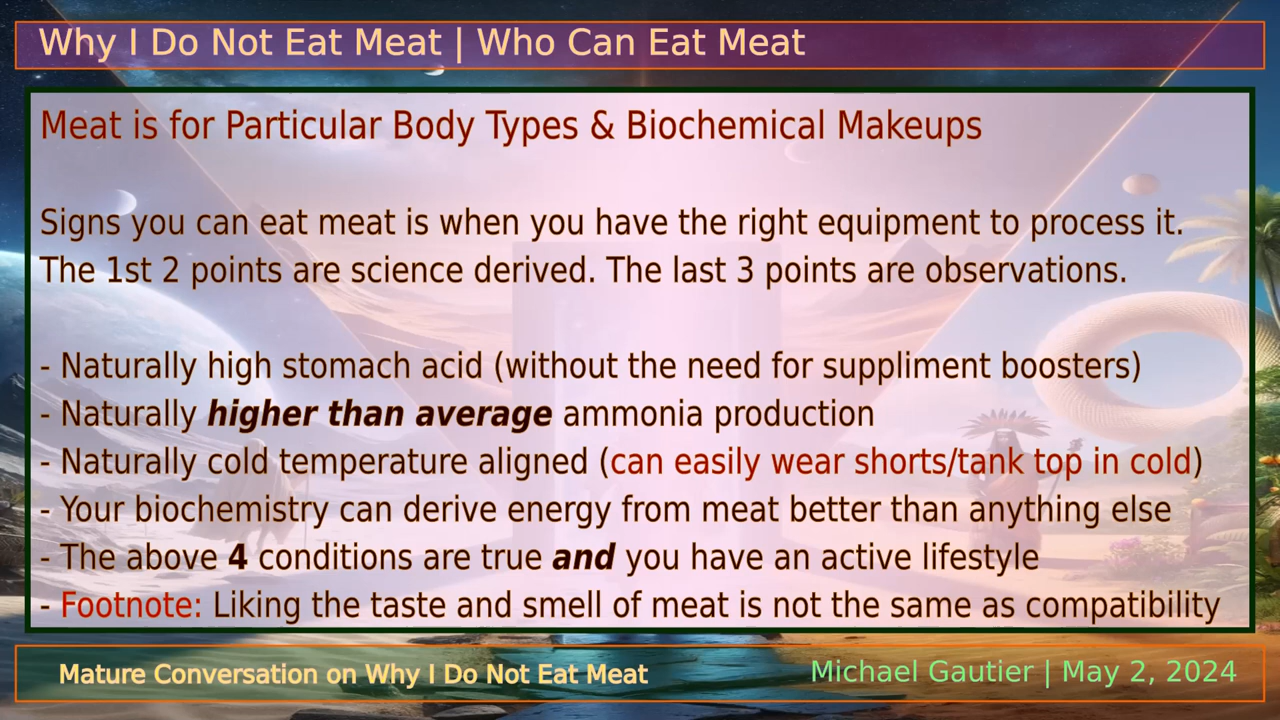 Why I Do Not Eat Meat | Who Can Eat Meat
Meat is for Particular Body Types & Biochemical Makeups
Signs you can eat meat is when you have the right equipment to process it.
The 1st 2 points are science derived. The last 3 points are observations.
- Naturally high stomach acid (without the need for suppliment boosters)
- Naturally higher than average ammonia production
- Naturally cold temperature aligned (can easily wear shorts/tank top in cold)
- Your biochemistry can derive energy from meat better than anything else
- The above 4 conditions are true and you have an active lifestyle
- Footnote: Liking the taste and smell of meat is not the same as compatibility
Mature Conversation on Why I Do Not Eat Meat
Michael Gautier | May 2, 2024